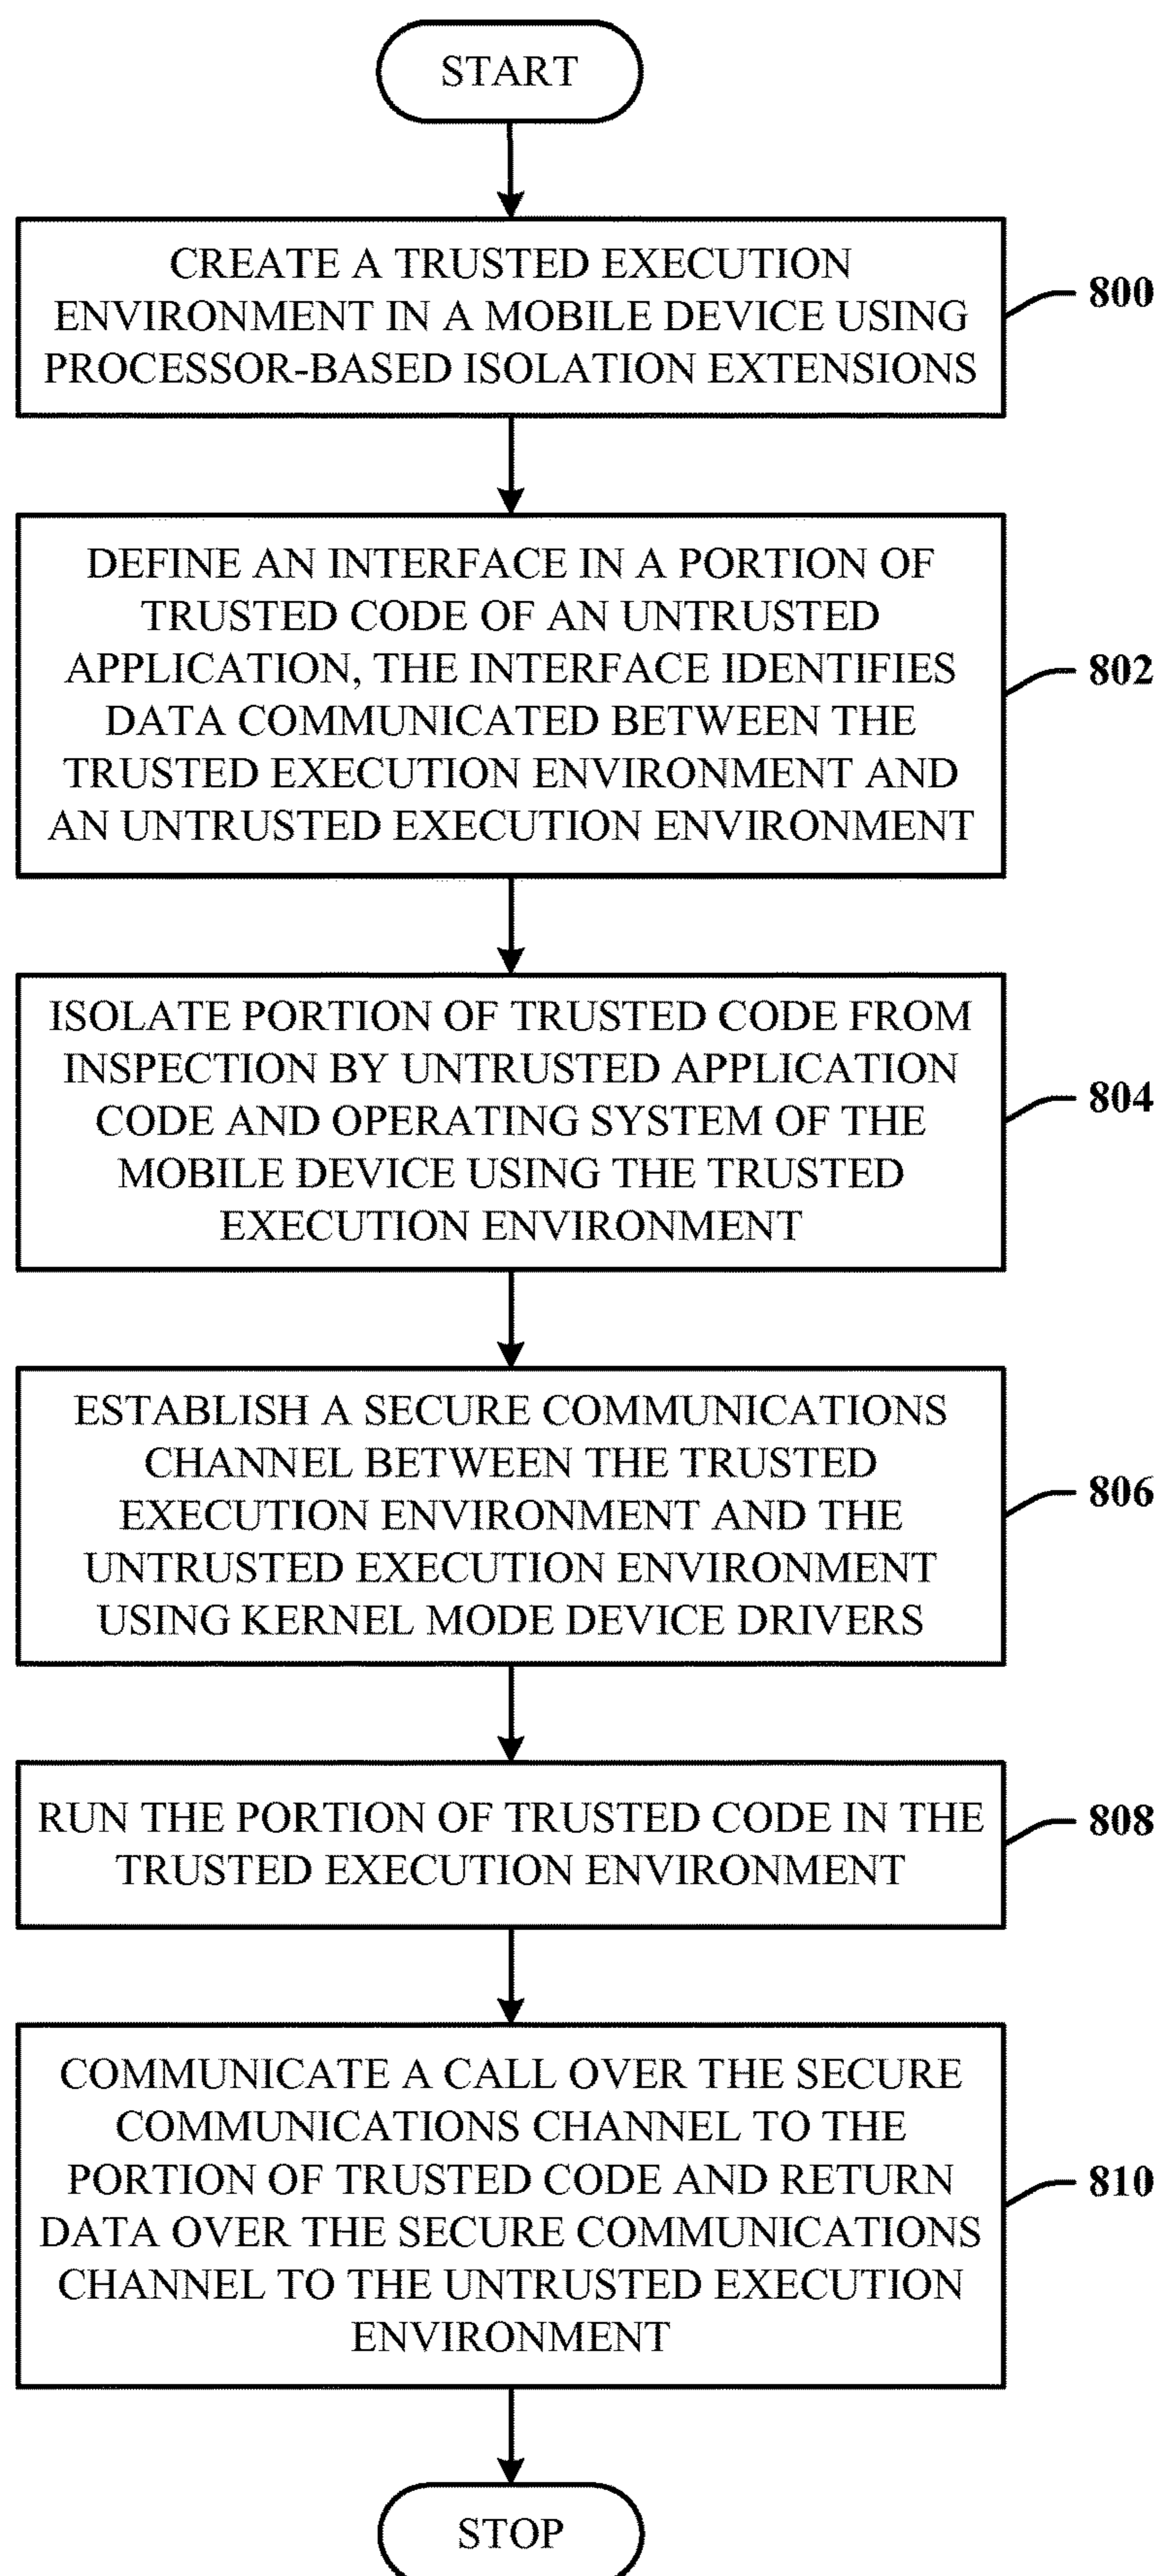 START
CREATE A TRUSTED EXECUTION
ENVIRONMENT IN A MOBILE DEVICE USING
PROCESSOR-BASED ISOLATION EXTENSIONS
800
DEFINE AN INTERFACE IN A PORTION OF
TRUSTED CODE OF AN UNTRUSTED
APPLICATION, THE INTERFACE IDENTIFIES
DATA COMMUNICATED BETWEEN THE
TRUSTED EXECUTION ENVIRONMENT AND
AN UNTRUSTED EXECUTION ENVIRONMENT
802
ISOLATE PORTION OF TRUSTED CODE FROM
INSPECTION BY UNTRUSTED APPLICATION
CODE AND OPERATING SYSTEM OF THE
MOBILE DEVICE USING THE TRUSTED
EXECUTION ENVIRONMENT
804
ESTABLISH A SECURE COMMUNICATIONS
CHANNEL BETWEEN THE TRUSTED
EXECUTION ENVIRONMENT AND THE
UNTRUSTED EXECUTION ENVIRONMENT
USING KERNEL MODE DEVICE DRIVERS
806
RUN THE PORTION OF TRUSTED CODE IN THE
TRUSTED EXECUTION ENVIRONMENT
808
COMMUNICATE A CALL OVER THE SECURE
COMMUNICATIONS CHANNEL TO THE
PORTION OF TRUSTED CODE AND RETURN
DATA OVER THE SECURE COMMUNICATIONS
CHANNEL TO THE UNTRUSTED EXECUTION
ENVIRONMENT
810
STOP